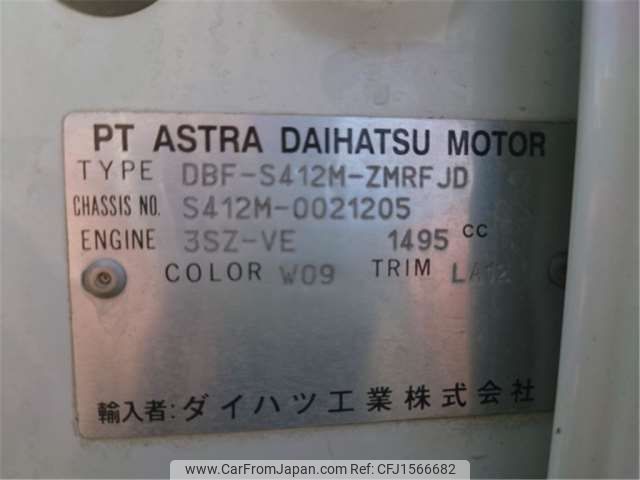 PT ASTRA DAIHATSU MOTOR
TYPE DBF-S412M-ZMRFJD
CHASSIS NO. S412M-0021205
ENGINE 3SZ-VE 1495 cc
COLOR W09 TRIM
輸入者: ダイハツ工業株式会社
www.CarFromJapan.com | No.CFJ1566682